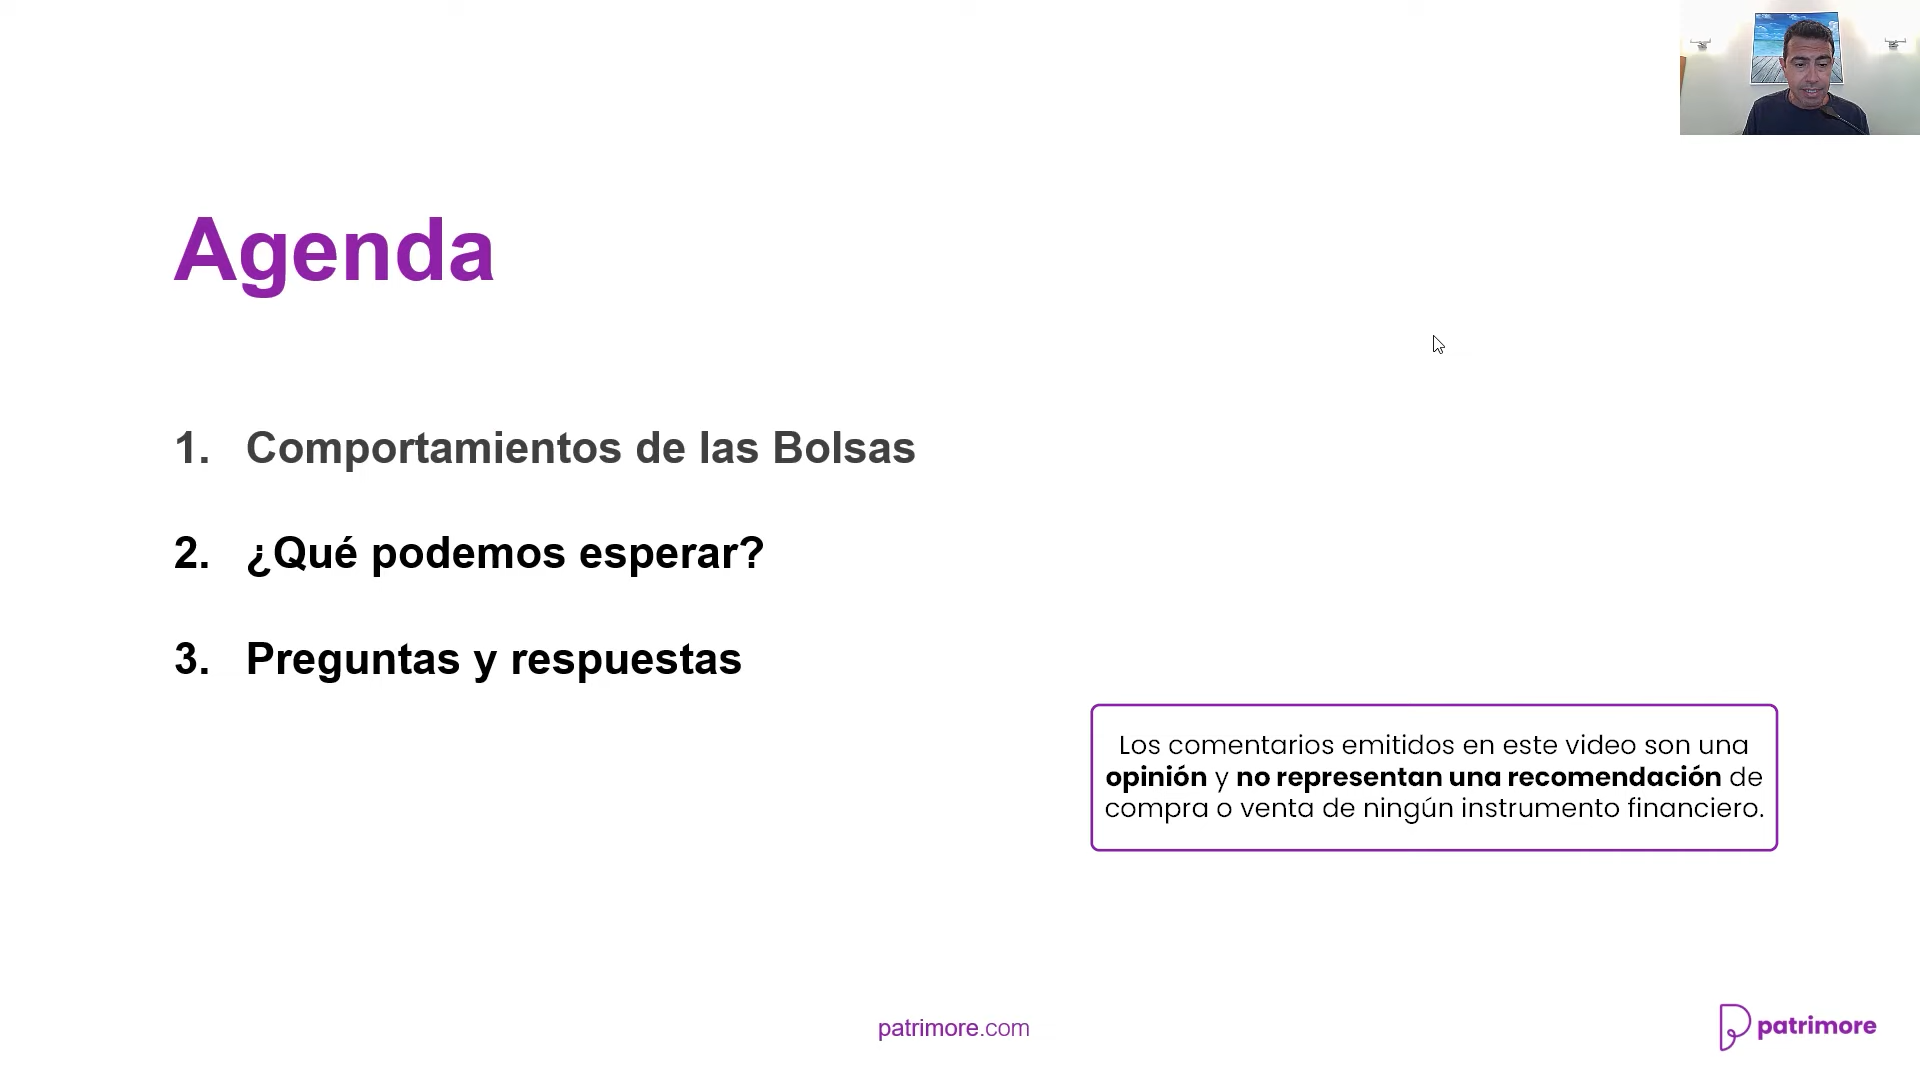 Agenda
1. Comportamientos de las Bolsas
2. ¿Qué podemos esperar?
3. Preguntas y respuestas
Los comentarios emitidos en este video son una
opinión y no representan una recomendación de
compra o venta de ningún instrumento financiero.
patrimore.com
patrimore